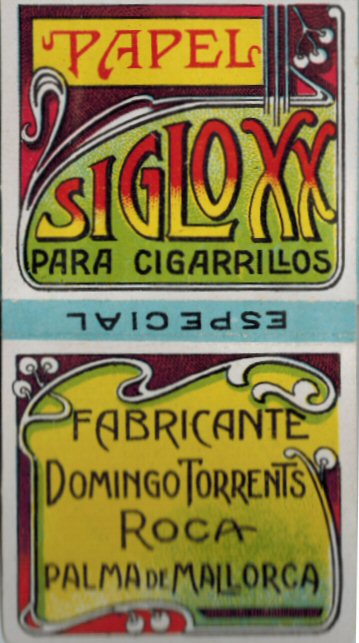 PAPEL
SIGLO XX
PARA CIGARRILLOS
ESPECIAL
FABRICANTE
DOMINGO TORRENTS
ROCA
PALMA DE MALLORCA